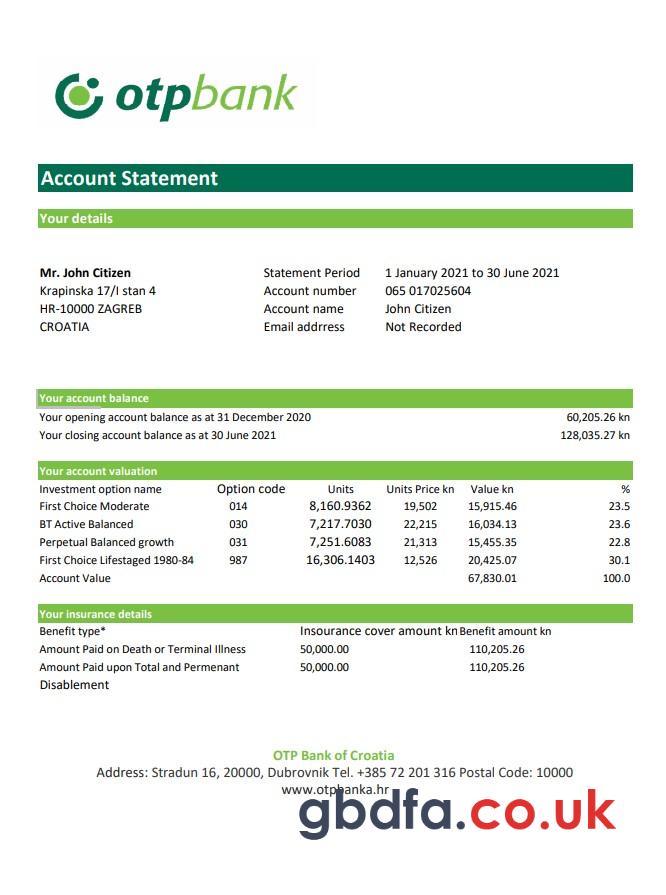 otpbank
Account Statement
Your details
Mr. John Citizen Statement Period 1 January 2021 to 30 June 2021
Krapinska 17/I stan 4 Account number 065 017025604
HR-10000 ZAGREB Account name John Citizen
CROATIA Email addrress Not Recorded
Your account balance
Your opening account balance as at 31 December 2020 60,205.26 kn
Your closing account balance as at 30 June 2021 128,035.27 kn
Your account valuation
Investment option name Option code Units Units Price kn Value kn %
First Choice Moderate 014 8,160.9362 19,502 15,915.46 23.5
BT Active Balanced 030 7,217.7030 22,215 16,034.13 23.6
Perpetual Balanced growth 031 7,251.6083 21,313 15,455.35 22.8
First Choice Lifestaged 1980-84 987 16,306.1403 12,526 20,425.07 30.1
Account Value 67,830.01 100.0
Your insurance details
Benefit type* Insourance cover amount kn Benefit amount kn
Amount Paid on Death or Terminal Illness 50,000.00 110,205.26
Amount Paid upon Total and Permenant 50,000.00 110,205.26
Disablement
OTP Bank of Croatia
Address: Stradun 16, 20000, Dubrovnik Tel. +385 72 201 316 Postal Code: 10000
www.otpbanka.hr
gbdfa.co.uk